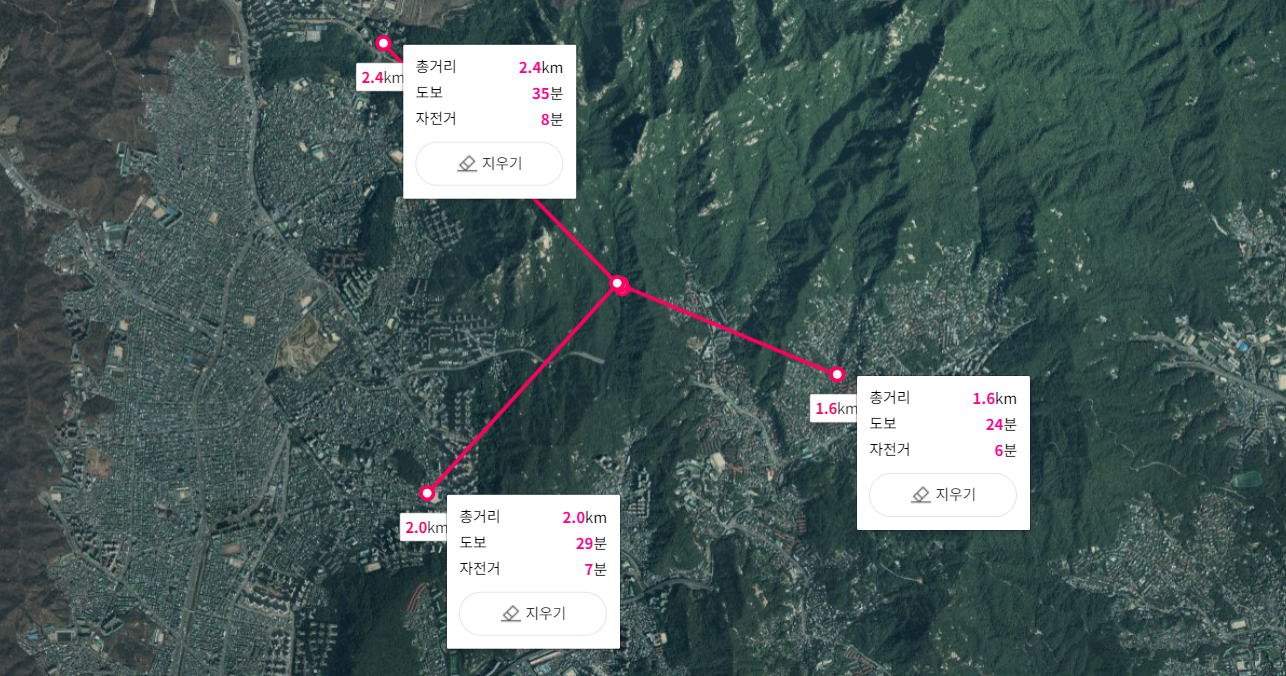 2.4km
총거리 2.4km
도보 35분
자전거 8분
지우기
1.6km
총거리 1.6km
도보 24분
자전거 6분
지우기
2.0km
총거리 2.0km
도보 29분
자전거 7분
지우기